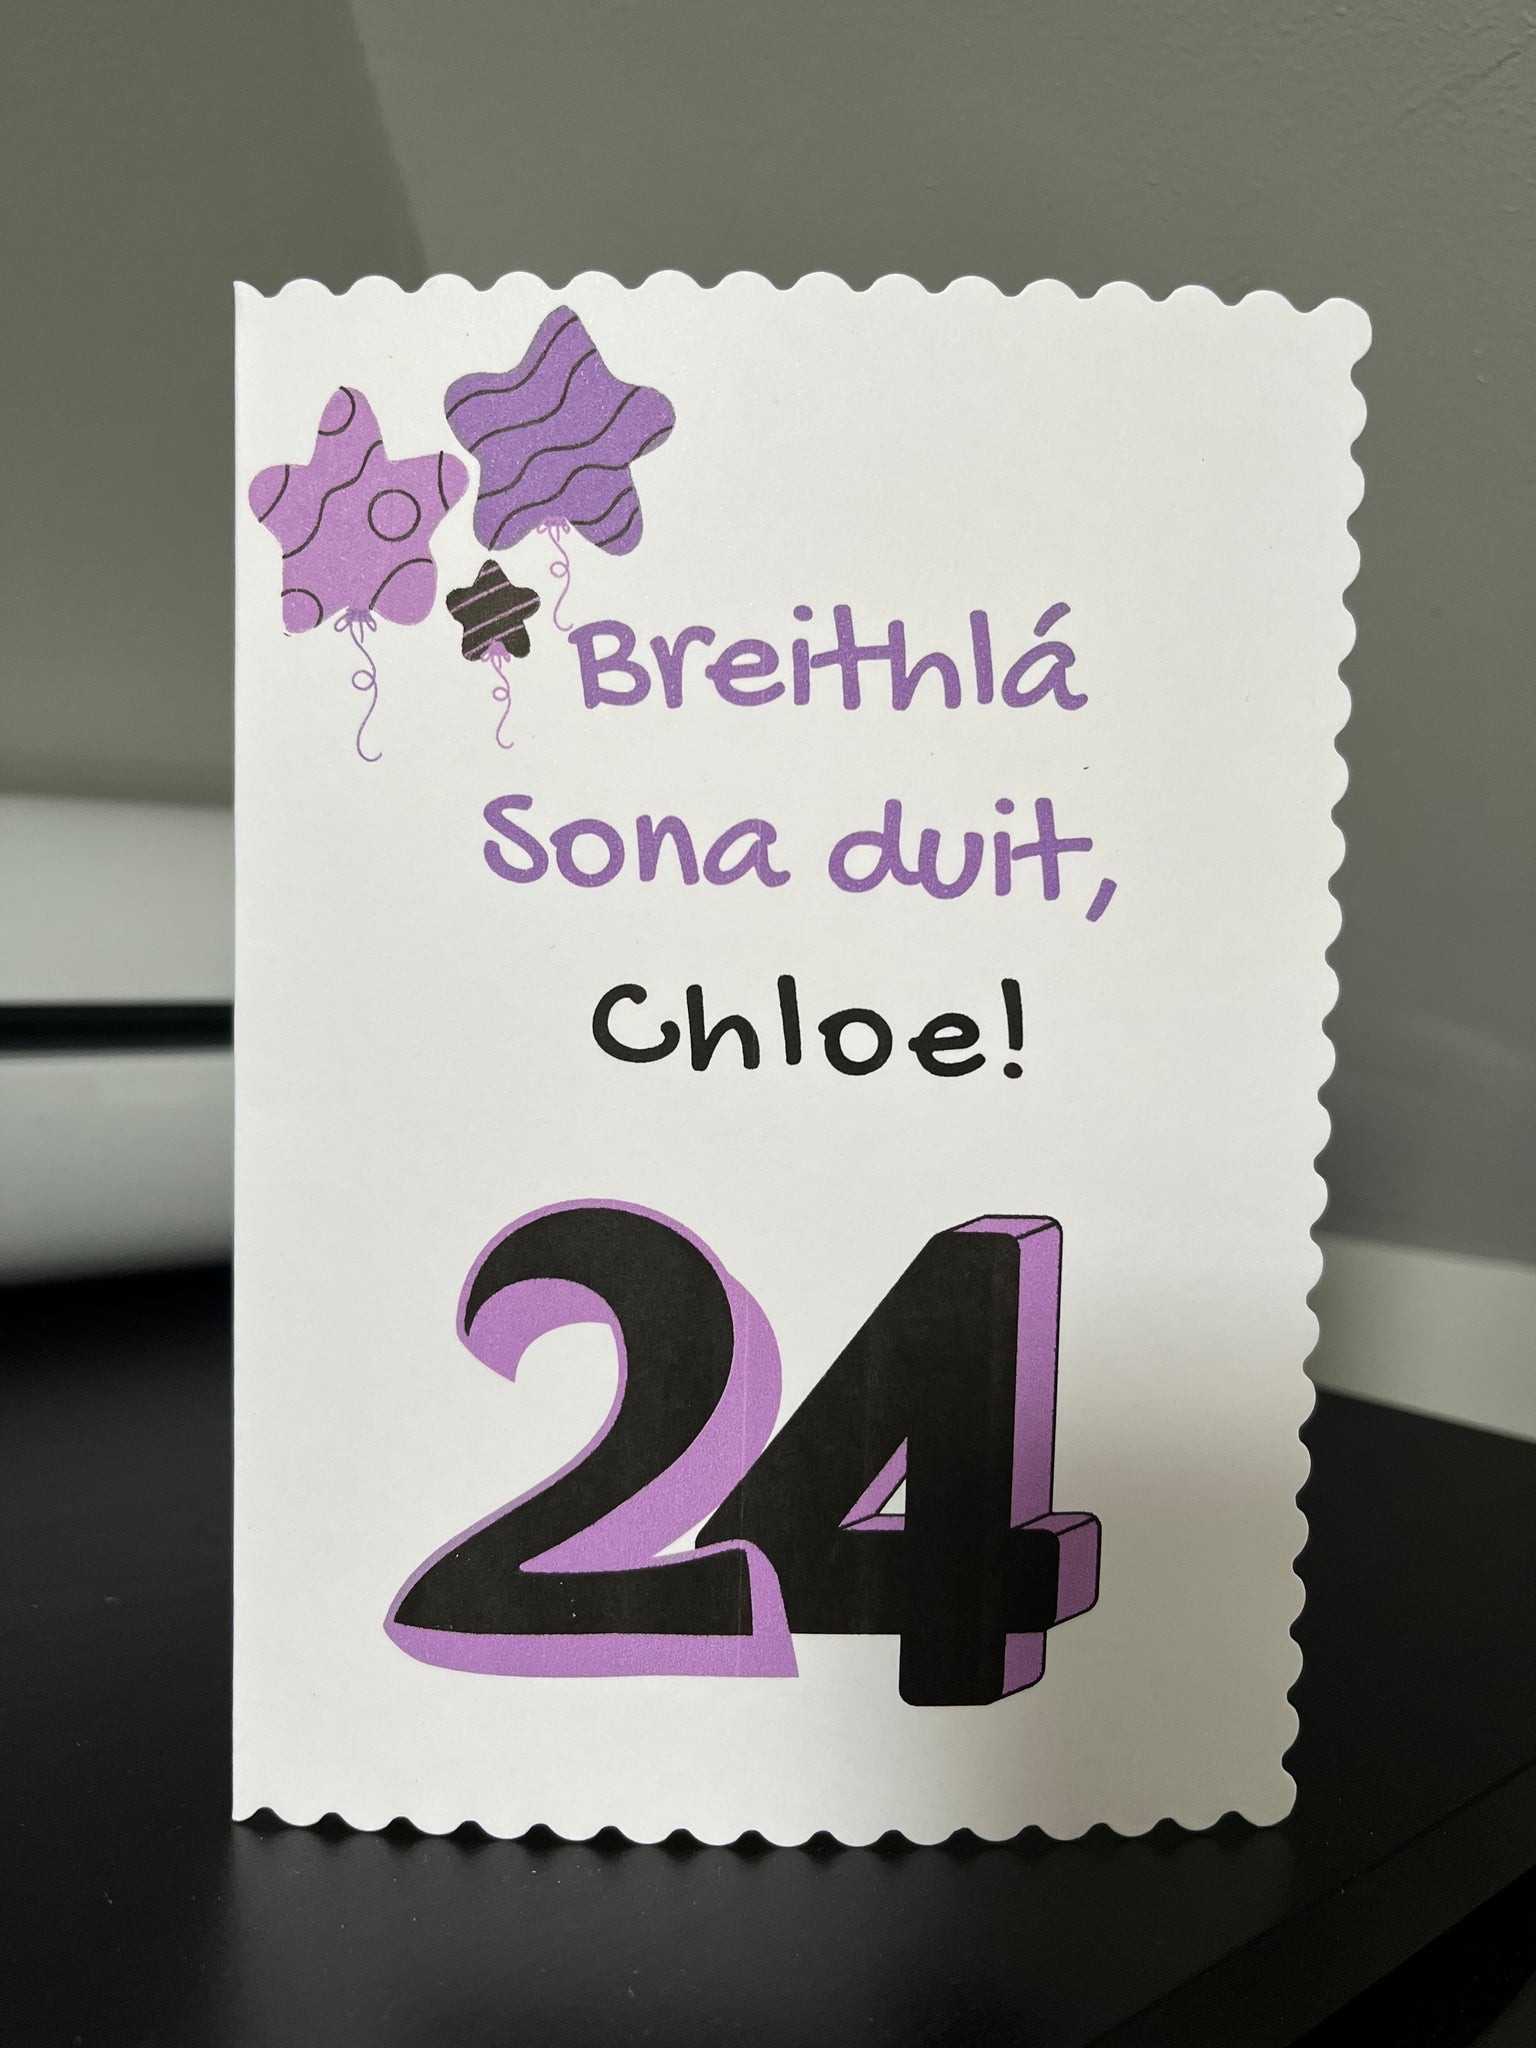 Breithlá
Sona duit,
Chloe!
24